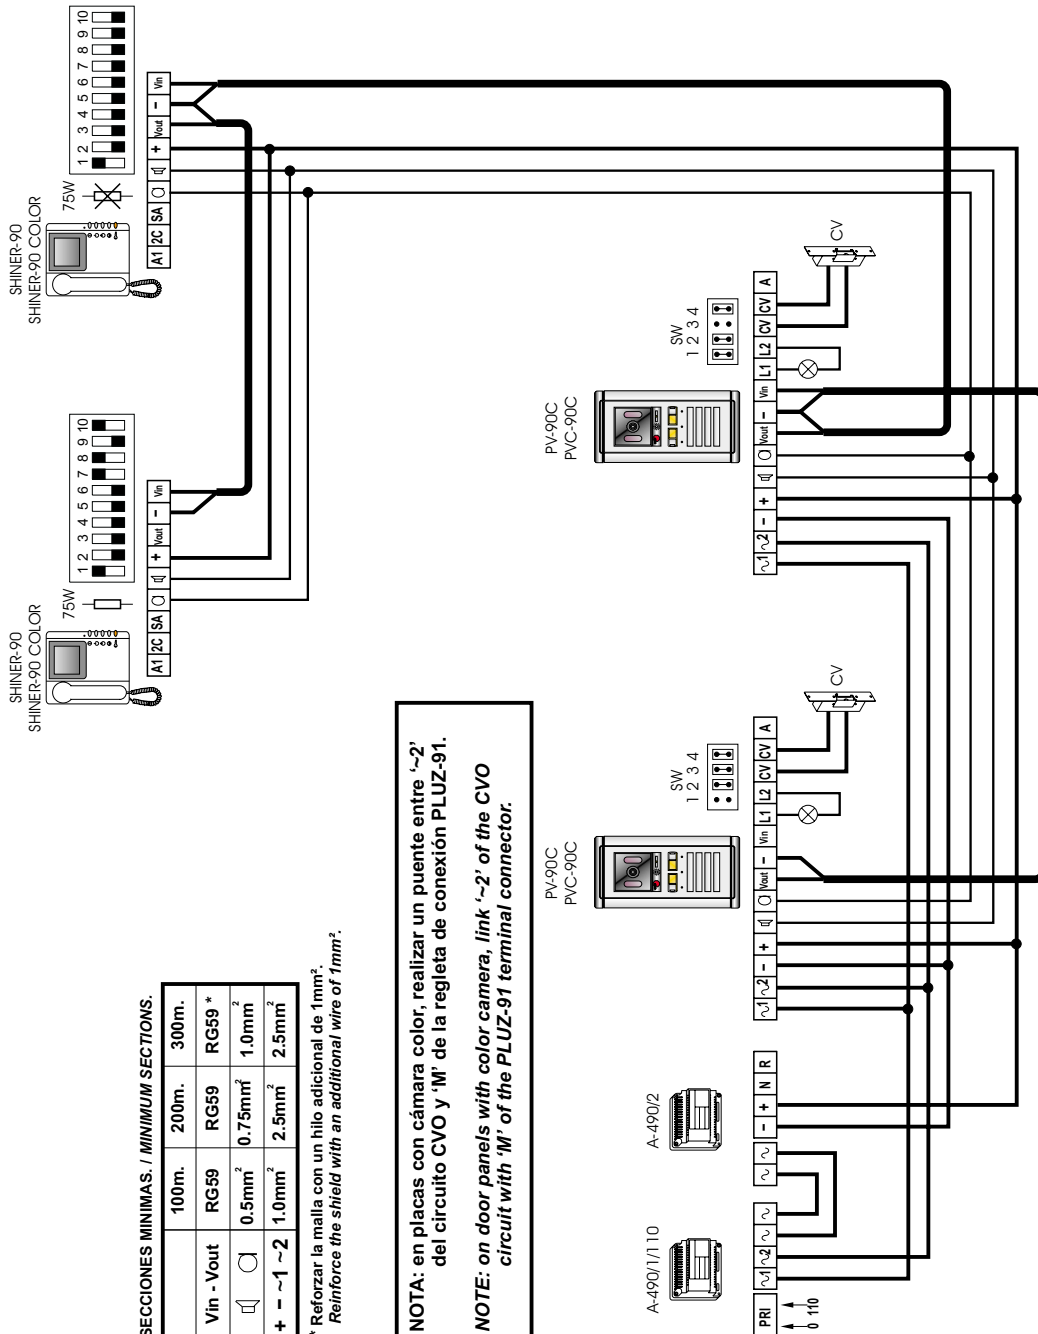 SHINER-90
SHINER-90 COLOR
75W
1 2 3 4 5 6 7 8 9 10
A1 2C SA + Vout - Vin
SHINER-90
SHINER-90 COLOR
75W
1 2 3 4 5 6 7 8 9 10
A1 2C SA + Vout - Vin
SECCIONES MINIMAS. / MINIMUM SECTIONS.
100m. 200m. 300m.
Vin - Vout RG59 RG59 RG59 *
0.5mm² 0.75mm² 1.0mm²
+ - ~1 ~2 1.0mm² 2.5mm² 2.5mm²
* Reforzar la malla con un hilo adicional de 1mm².
Reinforce the shield with an additional wire of 1mm².
NOTA: en placas con cámara color, realizar un puente entre '~2'
del circuito CVO y 'M' de la regleta de conexión PLUZ-91.
NOTE: on door panels with color camera, link '~2' of the CVO
circuit with 'M' of the PLUZ-91 terminal connector.
PV-90C
PVC-90C
SW
1 2 3 4
CV
~1 ~2 - + Vout - Vin L1 L2 CV CV A
PV-90C
PVC-90C
SW
1 2 3 4
CV
~1 ~2 - + Vout - Vin L1 L2 CV CV A
A-490/1/110
PRI ~1 ~2 ~ ~
0 110
A-490/2
~ ~ - + N R